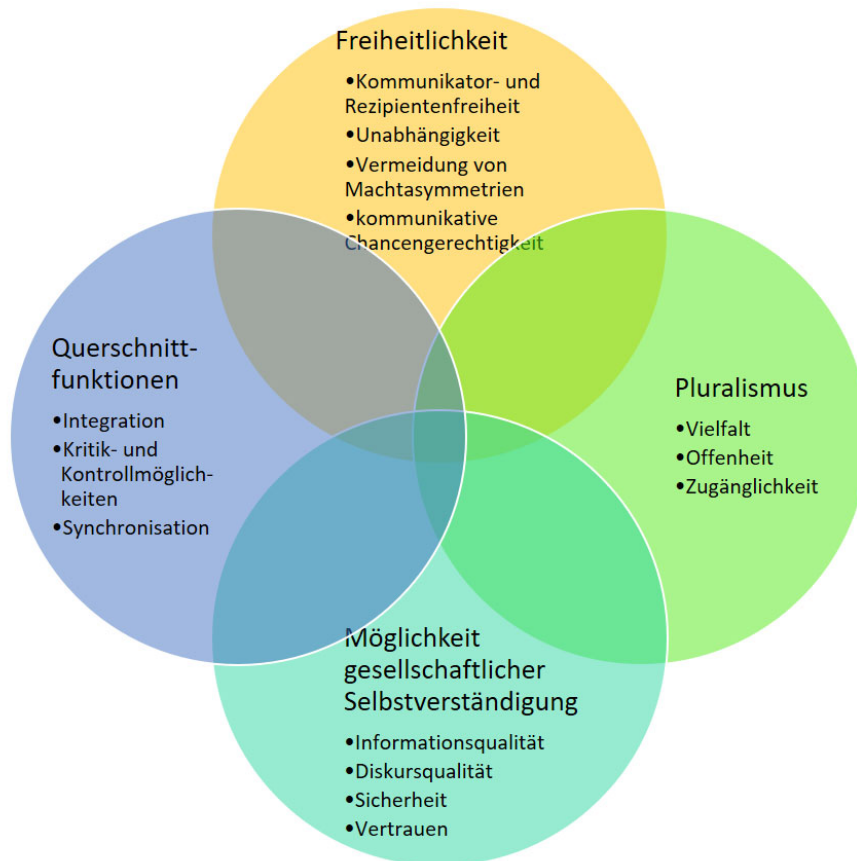 Freiheitlichkeit
•Kommunikator- und
Rezipientenfreiheit
•Unabhängigkeit
•Vermeidung von
Machtasymmetrien
•kommunikative
Chancengerechtigkeit
Querschnitt-
funktionen
•Integration
•Kritik- und
Kontrollmöglich-
keiten
•Synchronisation
Pluralismus
•Vielfalt
•Offenheit
•Zugänglichkeit
Möglichkeit
gesellschaftlicher
Selbstverständigung
•Informationsqualität
•Diskursqualität
•Sicherheit
•Vertrauen